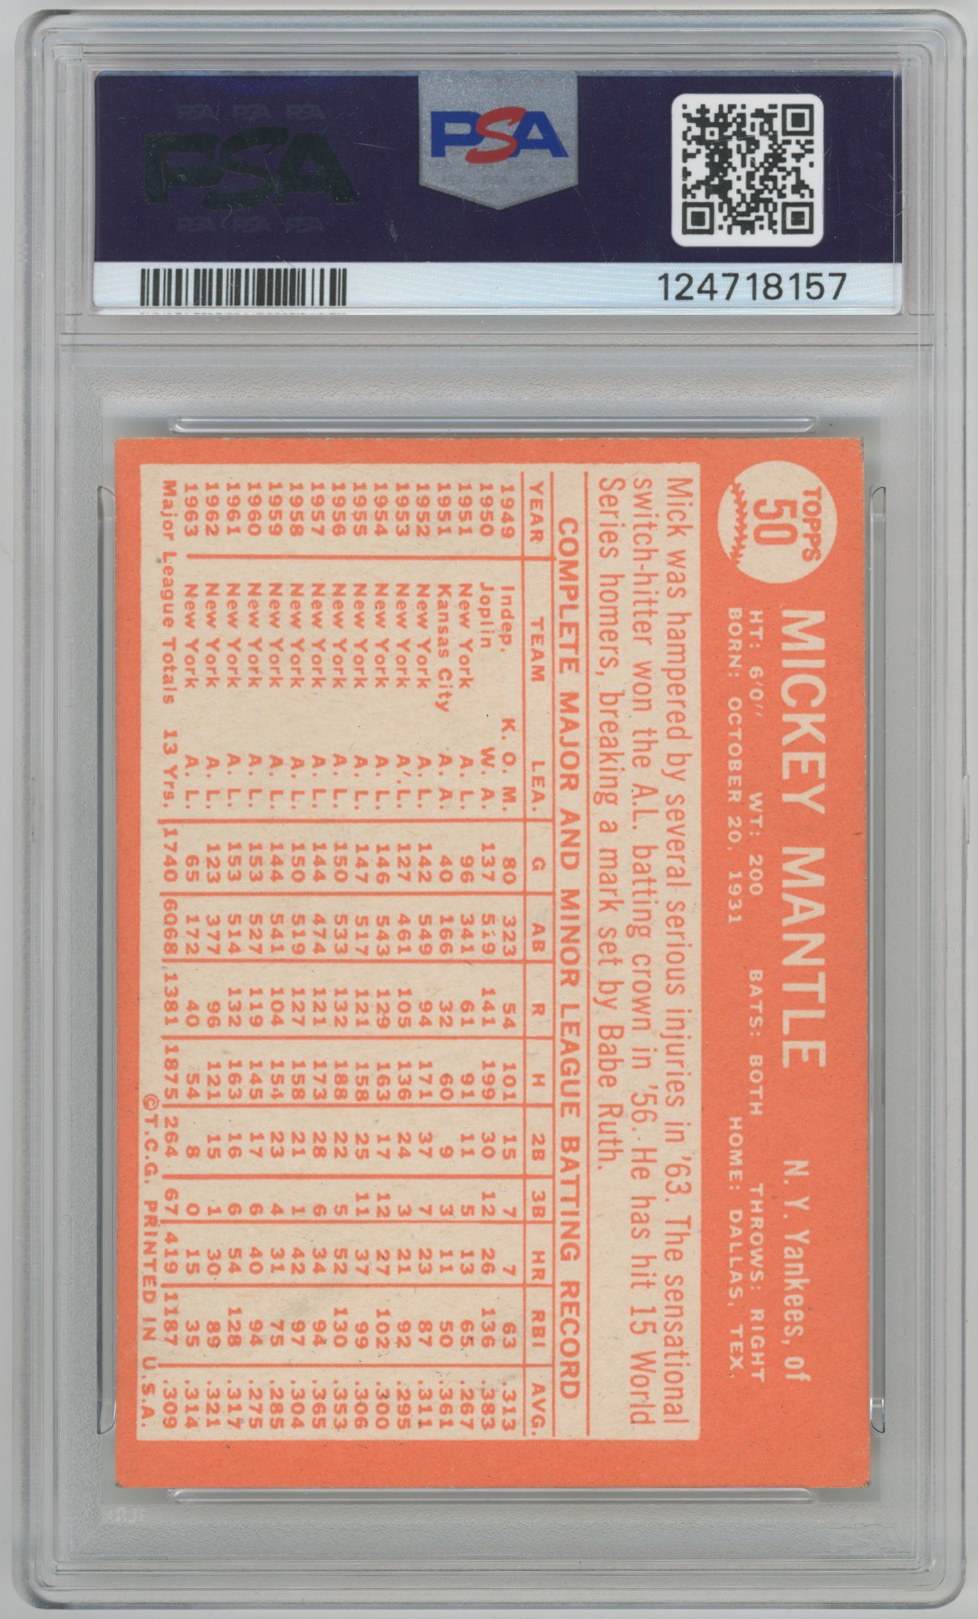 PSA PSA PSA
PSA
PSA PSA PSA
PSA
124718157
TOPPS
50
MICKEY MANTLE N. Y. Yankees, of
HT: 6'0" WT: 200 BATS: BOTH THROWS: RIGHT
BORN: OCTOBER 20, 1931 HOME: DALLAS, TEX.
Mick was hampered by several serious injuries in '63. The sensational
switch-hitter won the A.L. batting crown in '56. He has hit 15 World
Series homers, breaking a mark set by Babe Ruth.
COMPLETE MAJOR AND MINOR LEAGUE BATTING RECORD
YEAR TEAM LEA. G AB R H 2B 3B HR RBI AVG.
1949 Indep. K. O. M. 80 323 54 101 15 7 7 63 .313
1950 Joplin W. A. 137 519 141 199 30 12 26 136 .383
1951 New York A. L. 96 341 61 91 11 5 13 65 .267
1951 Kansas City A. A. 40 166 32 60 9 3 11 50 .361
1952 New York A. L. 142 549 94 171 37 7 23 87 .311
1953 New York A. L. 127 461 105 136 24 3 21 92 .295
1954 New York A. L. 146 543 129 163 17 12 27 102 .300
1955 New York A. L. 147 517 121 158 25 11 37 99 .306
1956 New York A. L. 150 533 132 188 22 5 52 130 .353
1957 New York A. L. 144 474 121 173 28 6 34 94 .365
1958 New York A. L. 150 519 127 158 21 1 42 97 .304
1959 New York A. L. 144 541 104 154 23 4 31 75 .285
1960 New York A. L. 153 527 119 145 17 6 40 94 .275
1961 New York A. L. 153 514 132 163 16 6 54 128 .317
1962 New York A. L. 123 377 96 121 15 1 30 89 .321
1963 New York A. L. 65 172 40 54 8 0 15 35 .314
Major League Totals 13 Yrs. 1740 6068 1381 1875 264 67 419 1187 .309
©T.C.G. PRINTED IN U.S.A.
PSA